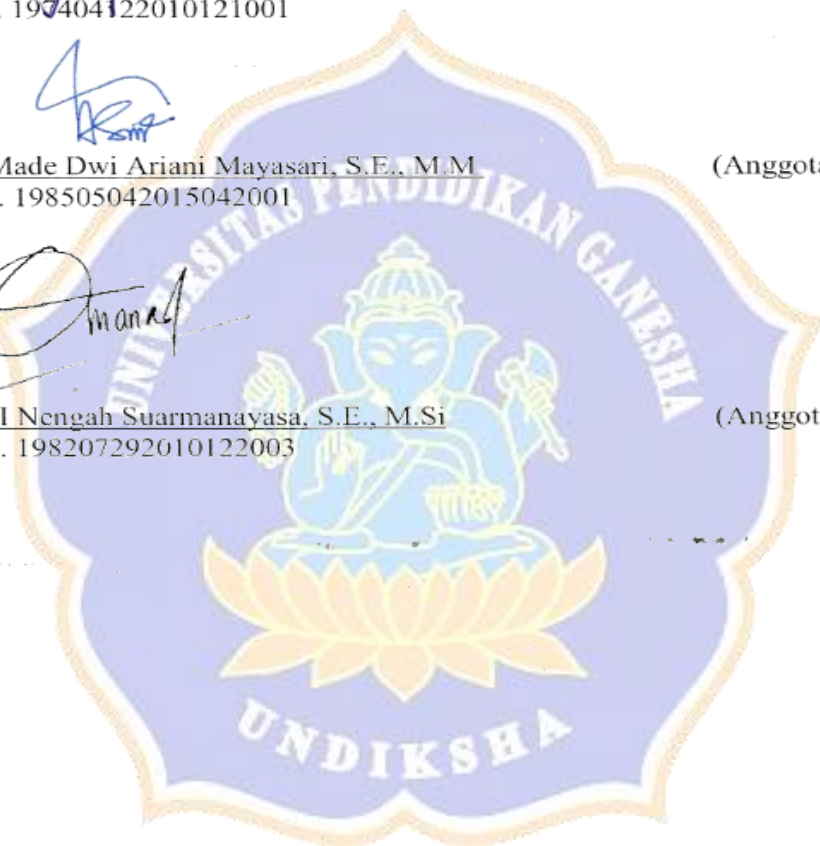 . 197404122010121001
Made Dwi Ariani Mayasari, S.E., M.M (Anggota
. 198505042015042001
UNIVERSITAS PENDIDIKAN GANESHA
I Nengah Suarmanayasa, S.E., M.Si (Anggot
. 198207292010122003
UNDIKSHA